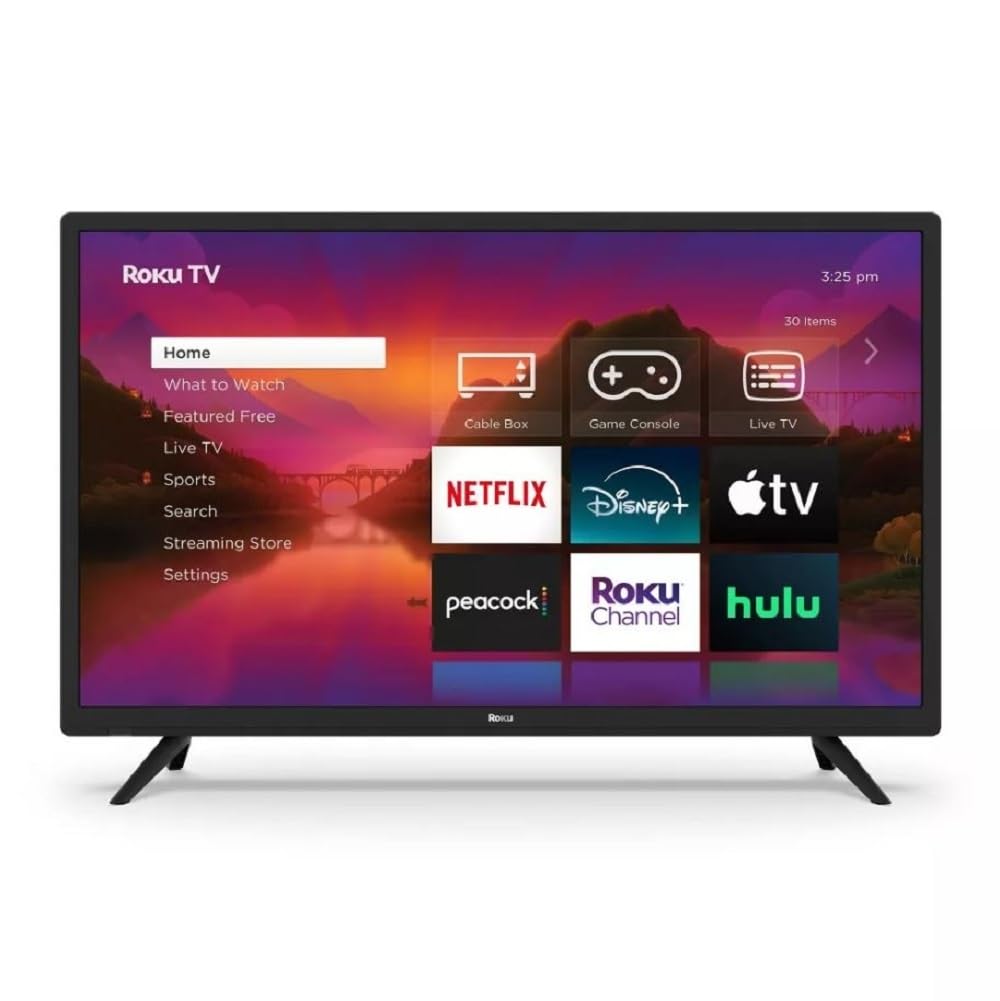 Roku TV
3:25 pm
30 Items
Home
What to Watch
Featured Free
Live TV
Sports
Search
Streaming Store
Settings
Cable Box
Game Console
Live TV
NETFLIX
Disney+
tv
peacock
Roku
Channel
hulu
Roku